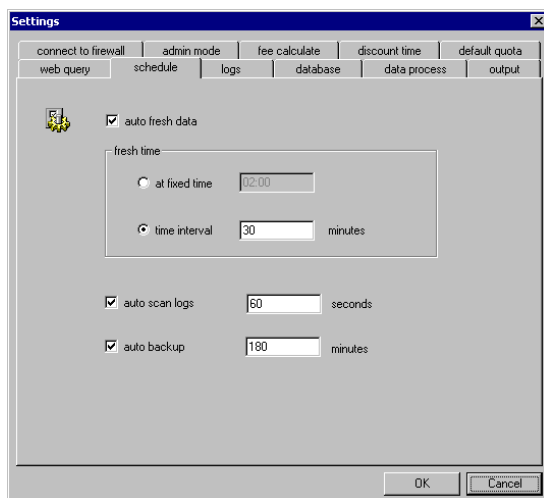 Settings
connect to firewall admin mode fee calculate discount time default quota
web query schedule logs database data process output
auto fresh data
fresh time
at fixed time 02:00
time interval 30 minutes
auto scan logs 60 seconds
auto backup 180 minutes
OK Cancel